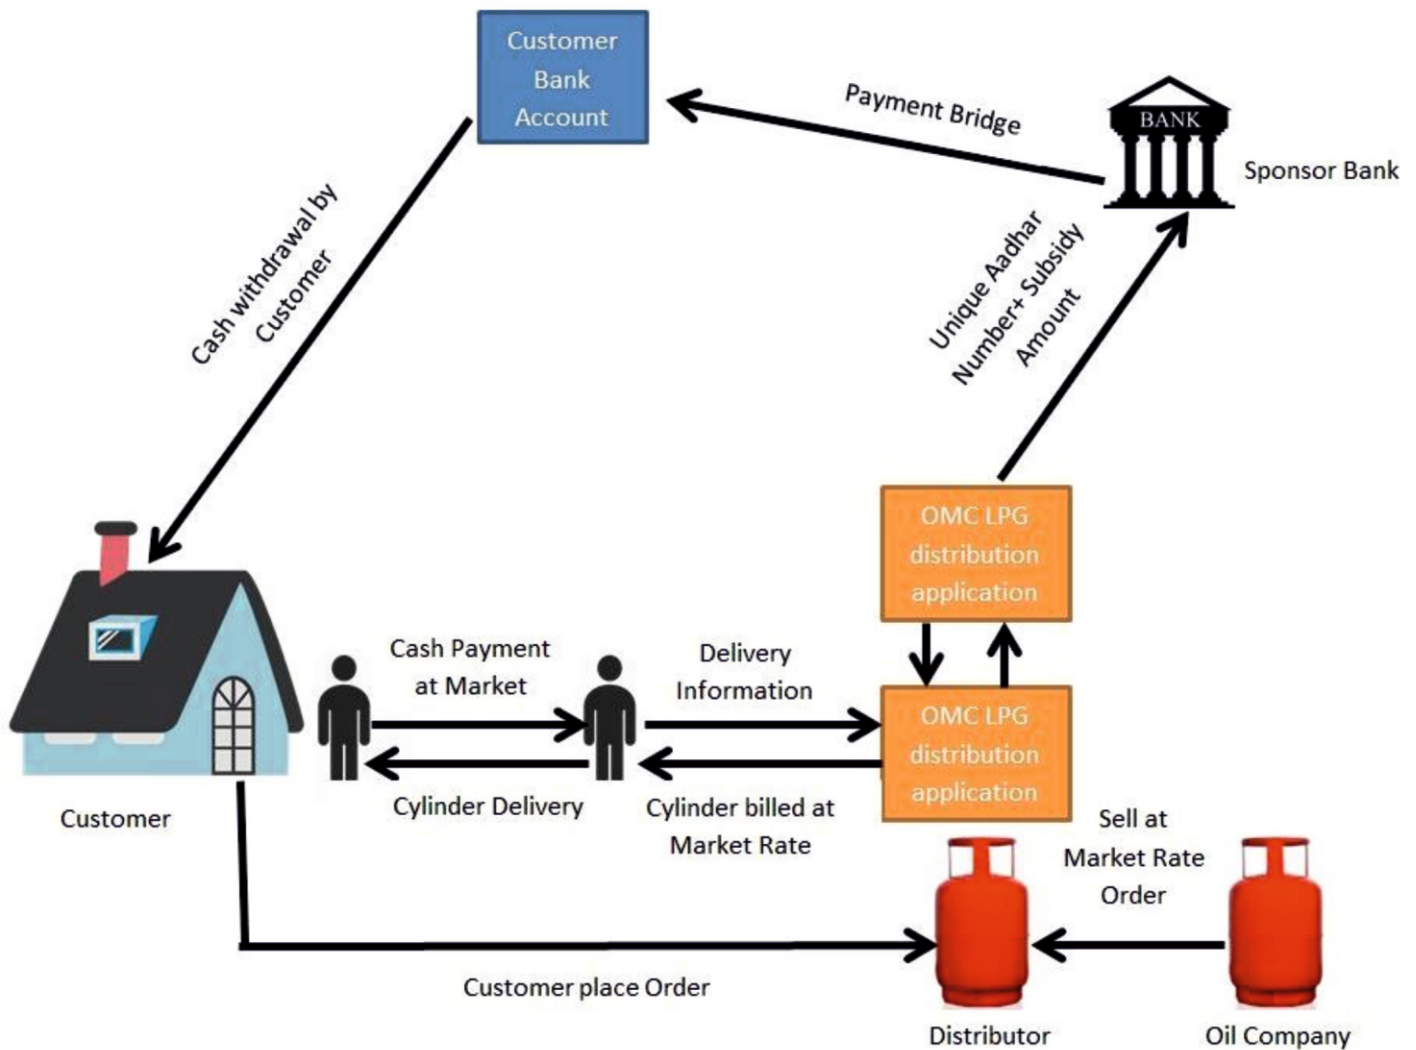 Customer
Bank
Account
Payment Bridge
BANK
Sponsor Bank
Cash withdrawal by
Customer
Unique Aadhar
Number+ Subsidy
Amount
OMC LPG
distribution
application
Cash Payment
at Market
Delivery
Information
OMC LPG
distribution
application
Customer
Cylinder Delivery
Cylinder billed at
Market Rate
Sell at
Market Rate
Order
Customer place Order
Distributor
Oil Company